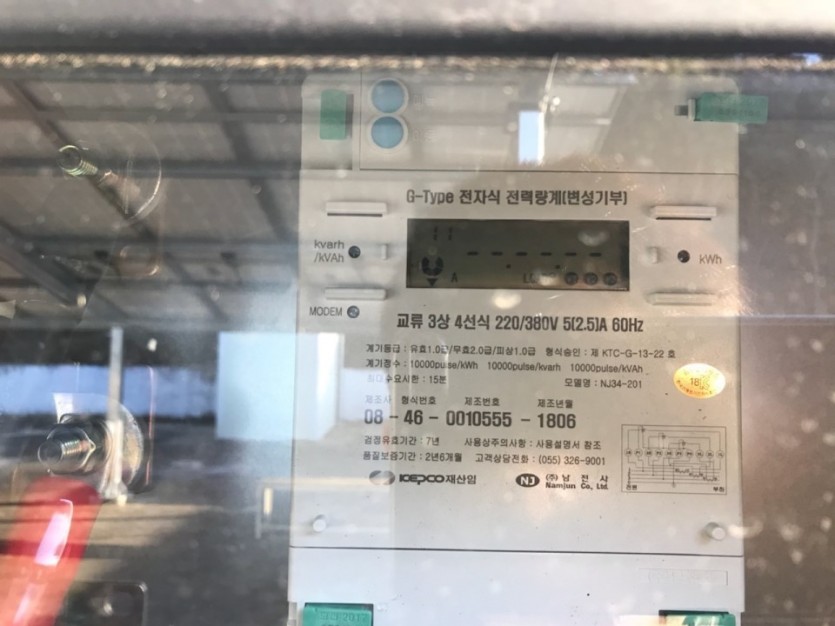 G-Type 전자식 전력량계(변성기부)
kvarh
/kVAh
kWh
A
MODEM
교류 3상 4선식 220/380V 5(2.5)A 60Hz
계기등급 : 유효1.0급/무효2.0급/피상1.0급 형식승인 : 제 KTC-G-13-22 호
계기정수 : 10000pulse/kWh 10000pulse/kvarh 10000pulse/kVAh
최대수요시한 : 15분 모델명 : NJ34-201
18
제조사 형식번호 제조번호 제조년월
08 - 46 - 0010555 - 1806
검정유효기간 : 7년 사용상주의사항 : 사용설명서 참조
품질보증기간 : 2년6개월 고객상담전화 : (055) 326-9001
KEPCO재산임
NJ (주) 남 전 사
Namjun Co., Ltd.
전원 부하